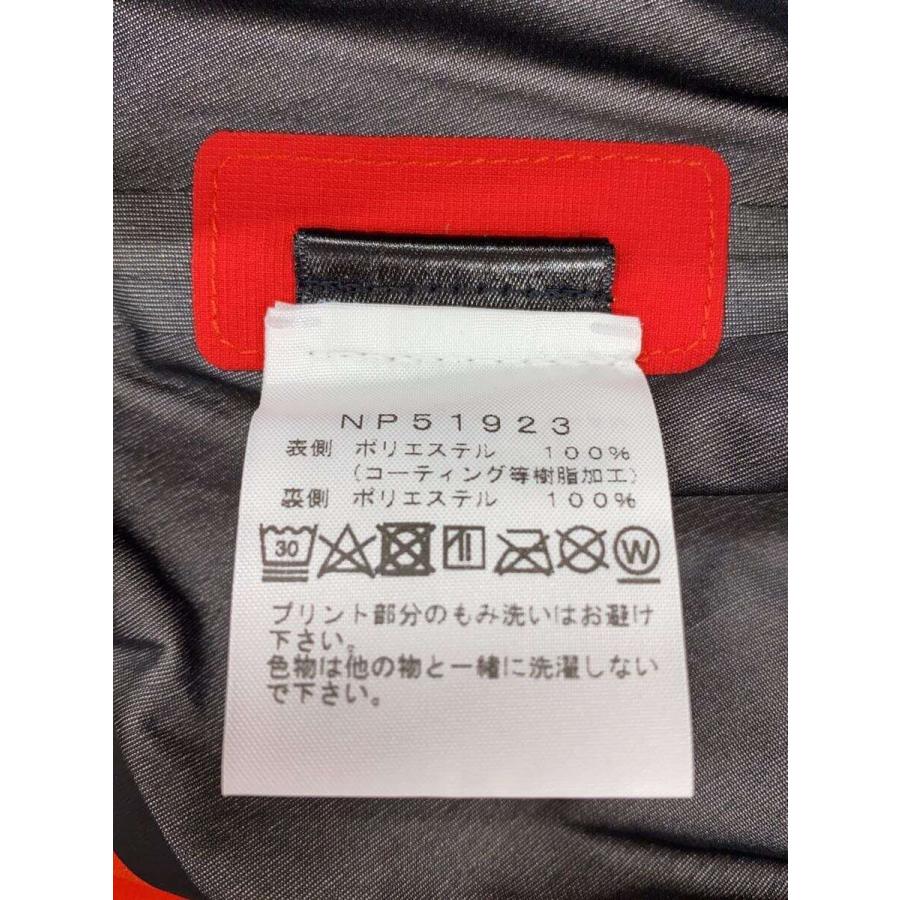 NP51923
表側 ポリエステル 100%
(コーティング等樹脂加工)
裏側 ポリエステル 100%
30 W
プリント部分のもみ洗いはお避け
下さい。
色物は他の物と一緒に洗濯しない
で下さい。